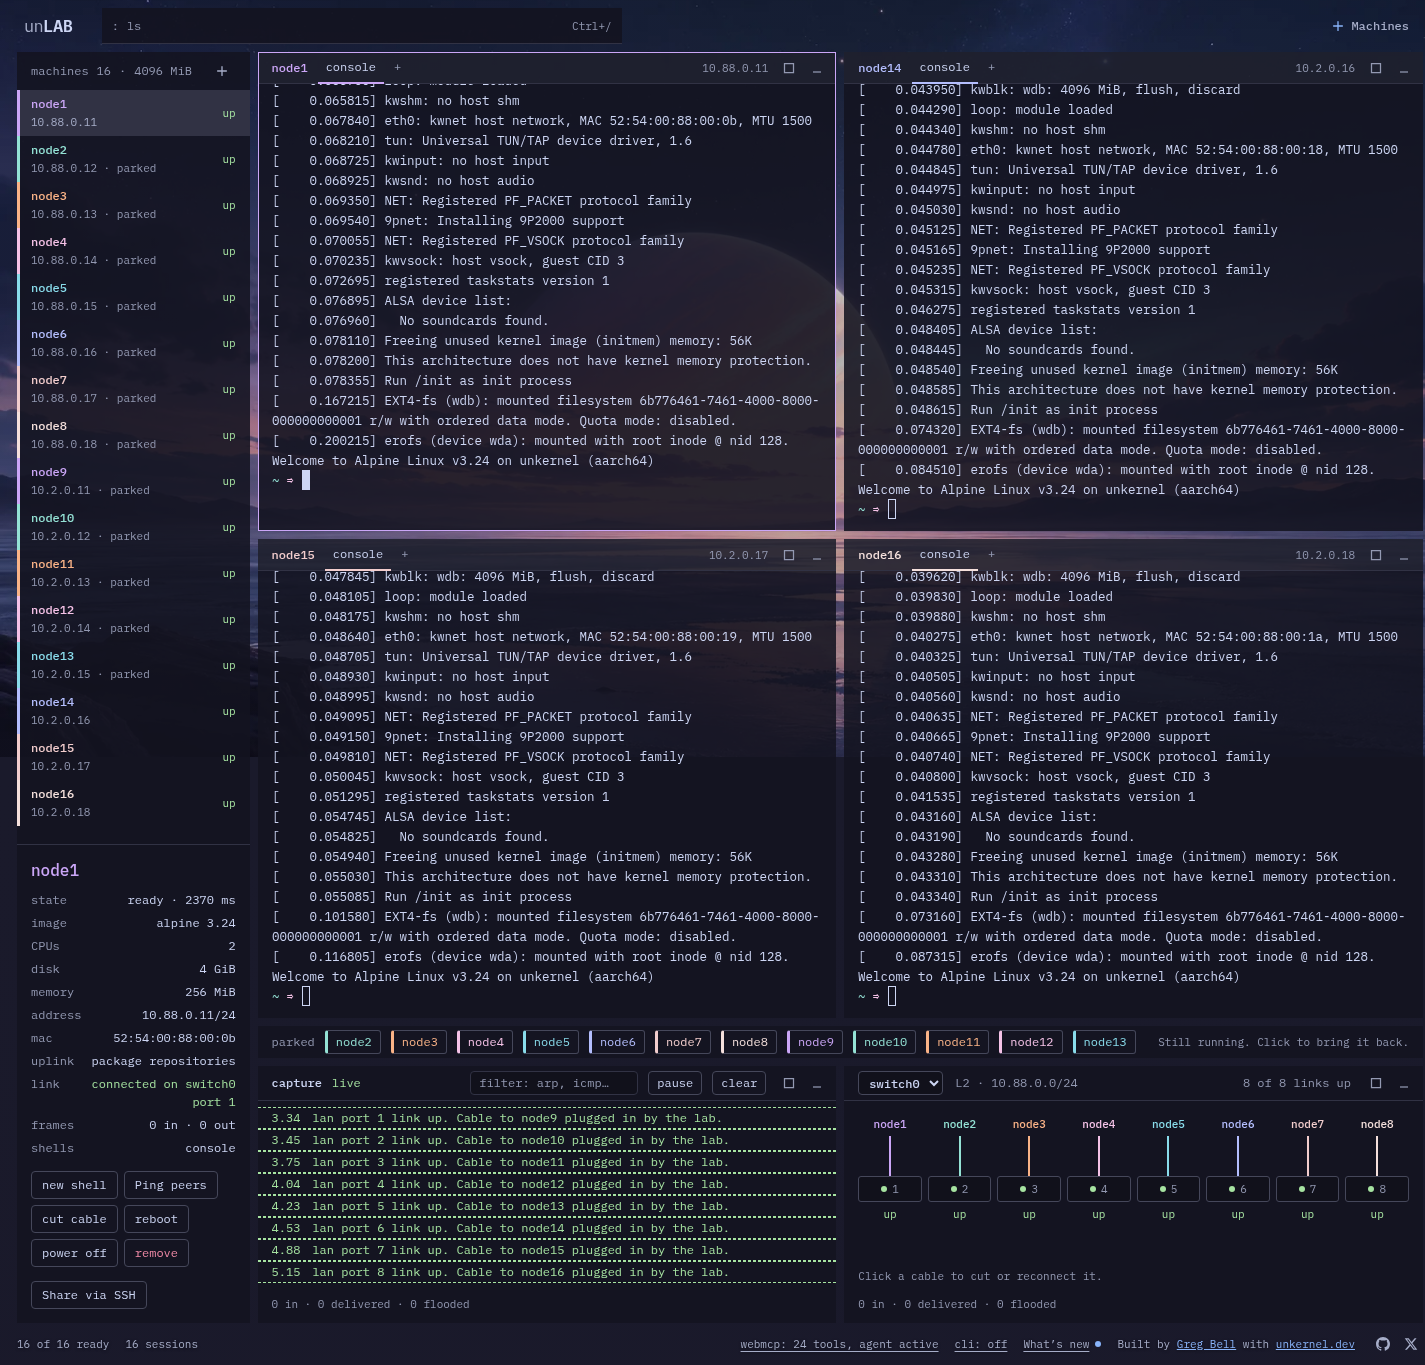 unLAB
: ls
Ctrl+/
+ Machines
machines 16 · 4096 MiB +
node1
10.88.0.11
up
node2
10.88.0.12 · parked
up
node3
10.88.0.13 · parked
up
node4
10.88.0.14 · parked
up
node5
10.88.0.15 · parked
up
node6
10.88.0.16 · parked
up
node7
10.88.0.17 · parked
up
node8
10.88.0.18 · parked
up
node9
10.2.0.11 · parked
up
node10
10.2.0.12 · parked
up
node11
10.2.0.13 · parked
up
node12
10.2.0.14 · parked
up
node13
10.2.0.15 · parked
up
node14
10.2.0.16
up
node15
10.2.0.17
up
node16
10.2.0.18
up
node1
state ready · 2370 ms
image alpine 3.24
CPUs 2
disk 4 GiB
memory 256 MiB
address 10.88.0.11/24
mac 52:54:00:88:00:0b
uplink package repositories
link connected on switch0
port 1
frames 0 in · 0 out
shells console
new shell Ping peers
cut cable reboot
power off remove
Share via SSH
node1 console + 10.88.0.11
[    0.065815] kwshm: no host shm
[    0.067840] eth0: kwnet host network, MAC 52:54:00:88:00:0b, MTU 1500
[    0.068210] tun: Universal TUN/TAP device driver, 1.6
[    0.068725] kwinput: no host input
[    0.068925] kwsnd: no host audio
[    0.069350] NET: Registered PF_PACKET protocol family
[    0.069540] 9pnet: Installing 9P2000 support
[    0.070055] NET: Registered PF_VSOCK protocol family
[    0.070235] kwvsock: host vsock, guest CID 3
[    0.072695] registered taskstats version 1
[    0.076895] ALSA device list:
[    0.076960]   No soundcards found.
[    0.078110] Freeing unused kernel image (initmem) memory: 56K
[    0.078200] This architecture does not have kernel memory protection.
[    0.078355] Run /init as init process
[    0.167215] EXT4-fs (wdb): mounted filesystem 6b776461-7461-4000-8000-
000000000001 r/w with ordered data mode. Quota mode: disabled.
[    0.200215] erofs (device wda): mounted with root inode @ nid 128.
Welcome to Alpine Linux v3.24 on unkernel (aarch64)
~ ⇒
node14 console + 10.2.0.16
[    0.043950] kwblk: wdb: 4096 MiB, flush, discard
[    0.044290] loop: module loaded
[    0.044340] kwshm: no host shm
[    0.044780] eth0: kwnet host network, MAC 52:54:00:88:00:18, MTU 1500
[    0.044845] tun: Universal TUN/TAP device driver, 1.6
[    0.044975] kwinput: no host input
[    0.045030] kwsnd: no host audio
[    0.045125] NET: Registered PF_PACKET protocol family
[    0.045165] 9pnet: Installing 9P2000 support
[    0.045235] NET: Registered PF_VSOCK protocol family
[    0.045315] kwvsock: host vsock, guest CID 3
[    0.046275] registered taskstats version 1
[    0.048405] ALSA device list:
[    0.048445]   No soundcards found.
[    0.048540] Freeing unused kernel image (initmem) memory: 56K
[    0.048585] This architecture does not have kernel memory protection.
[    0.048615] Run /init as init process
[    0.074320] EXT4-fs (wdb): mounted filesystem 6b776461-7461-4000-8000-
000000000001 r/w with ordered data mode. Quota mode: disabled.
[    0.084510] erofs (device wda): mounted with root inode @ nid 128.
Welcome to Alpine Linux v3.24 on unkernel (aarch64)
~ ⇒
node15 console + 10.2.0.17
[    0.047845] kwblk: wdb: 4096 MiB, flush, discard
[    0.048105] loop: module loaded
[    0.048175] kwshm: no host shm
[    0.048640] eth0: kwnet host network, MAC 52:54:00:88:00:19, MTU 1500
[    0.048705] tun: Universal TUN/TAP device driver, 1.6
[    0.048930] kwinput: no host input
[    0.048995] kwsnd: no host audio
[    0.049095] NET: Registered PF_PACKET protocol family
[    0.049150] 9pnet: Installing 9P2000 support
[    0.049810] NET: Registered PF_VSOCK protocol family
[    0.050045] kwvsock: host vsock, guest CID 3
[    0.051295] registered taskstats version 1
[    0.054745] ALSA device list:
[    0.054825]   No soundcards found.
[    0.054940] Freeing unused kernel image (initmem) memory: 56K
[    0.055030] This architecture does not have kernel memory protection.
[    0.055085] Run /init as init process
[    0.101580] EXT4-fs (wdb): mounted filesystem 6b776461-7461-4000-8000-
000000000001 r/w with ordered data mode. Quota mode: disabled.
[    0.116805] erofs (device wda): mounted with root inode @ nid 128.
Welcome to Alpine Linux v3.24 on unkernel (aarch64)
~ ⇒
node16 console + 10.2.0.18
[    0.039620] kwblk: wdb: 4096 MiB, flush, discard
[    0.039830] loop: module loaded
[    0.039880] kwshm: no host shm
[    0.040275] eth0: kwnet host network, MAC 52:54:00:88:00:1a, MTU 1500
[    0.040325] tun: Universal TUN/TAP device driver, 1.6
[    0.040505] kwinput: no host input
[    0.040560] kwsnd: no host audio
[    0.040635] NET: Registered PF_PACKET protocol family
[    0.040665] 9pnet: Installing 9P2000 support
[    0.040740] NET: Registered PF_VSOCK protocol family
[    0.040800] kwvsock: host vsock, guest CID 3
[    0.041535] registered taskstats version 1
[    0.043160] ALSA device list:
[    0.043190]   No soundcards found.
[    0.043280] Freeing unused kernel image (initmem) memory: 56K
[    0.043310] This architecture does not have kernel memory protection.
[    0.043340] Run /init as init process
[    0.073160] EXT4-fs (wdb): mounted filesystem 6b776461-7461-4000-8000-
000000000001 r/w with ordered data mode. Quota mode: disabled.
[    0.087315] erofs (device wda): mounted with root inode @ nid 128.
Welcome to Alpine Linux v3.24 on unkernel (aarch64)
~ ⇒
parked node2 node3 node4 node5 node6 node7 node8 node9 node10 node11 node12 node13 Still running. Click to bring it back.
capture live filter: arp, icmp… pause clear
3.34 lan port 1 link up. Cable to node9 plugged in by the lab.
3.45 lan port 2 link up. Cable to node10 plugged in by the lab.
3.75 lan port 3 link up. Cable to node11 plugged in by the lab.
4.04 lan port 4 link up. Cable to node12 plugged in by the lab.
4.23 lan port 5 link up. Cable to node13 plugged in by the lab.
4.53 lan port 6 link up. Cable to node14 plugged in by the lab.
4.88 lan port 7 link up. Cable to node15 plugged in by the lab.
5.15 lan port 8 link up. Cable to node16 plugged in by the lab.
0 in · 0 delivered · 0 flooded
switch0 L2 · 10.88.0.0/24 8 of 8 links up
node1 node2 node3 node4 node5 node6 node7 node8
1 2 3 4 5 6 7 8
up up up up up up up up
Click a cable to cut or reconnect it.
0 in · 0 delivered · 0 flooded
16 of 16 ready 16 sessions
webmcp: 24 tools, agent active cli: off What's new Built by Greg Bell with unkernel.dev